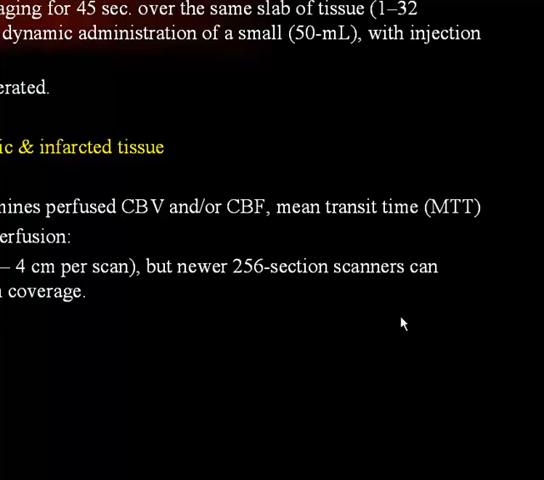 aging for 45 sec. over the same slab of tissue (1–32
dynamic administration of a small (50-mL), with injection
erated.
ic & infarcted tissue
nines perfused CBV and/or CBF, mean transit time (MTT)
erfusion:
– 4 cm per scan), but newer 256-section scanners can
coverage.